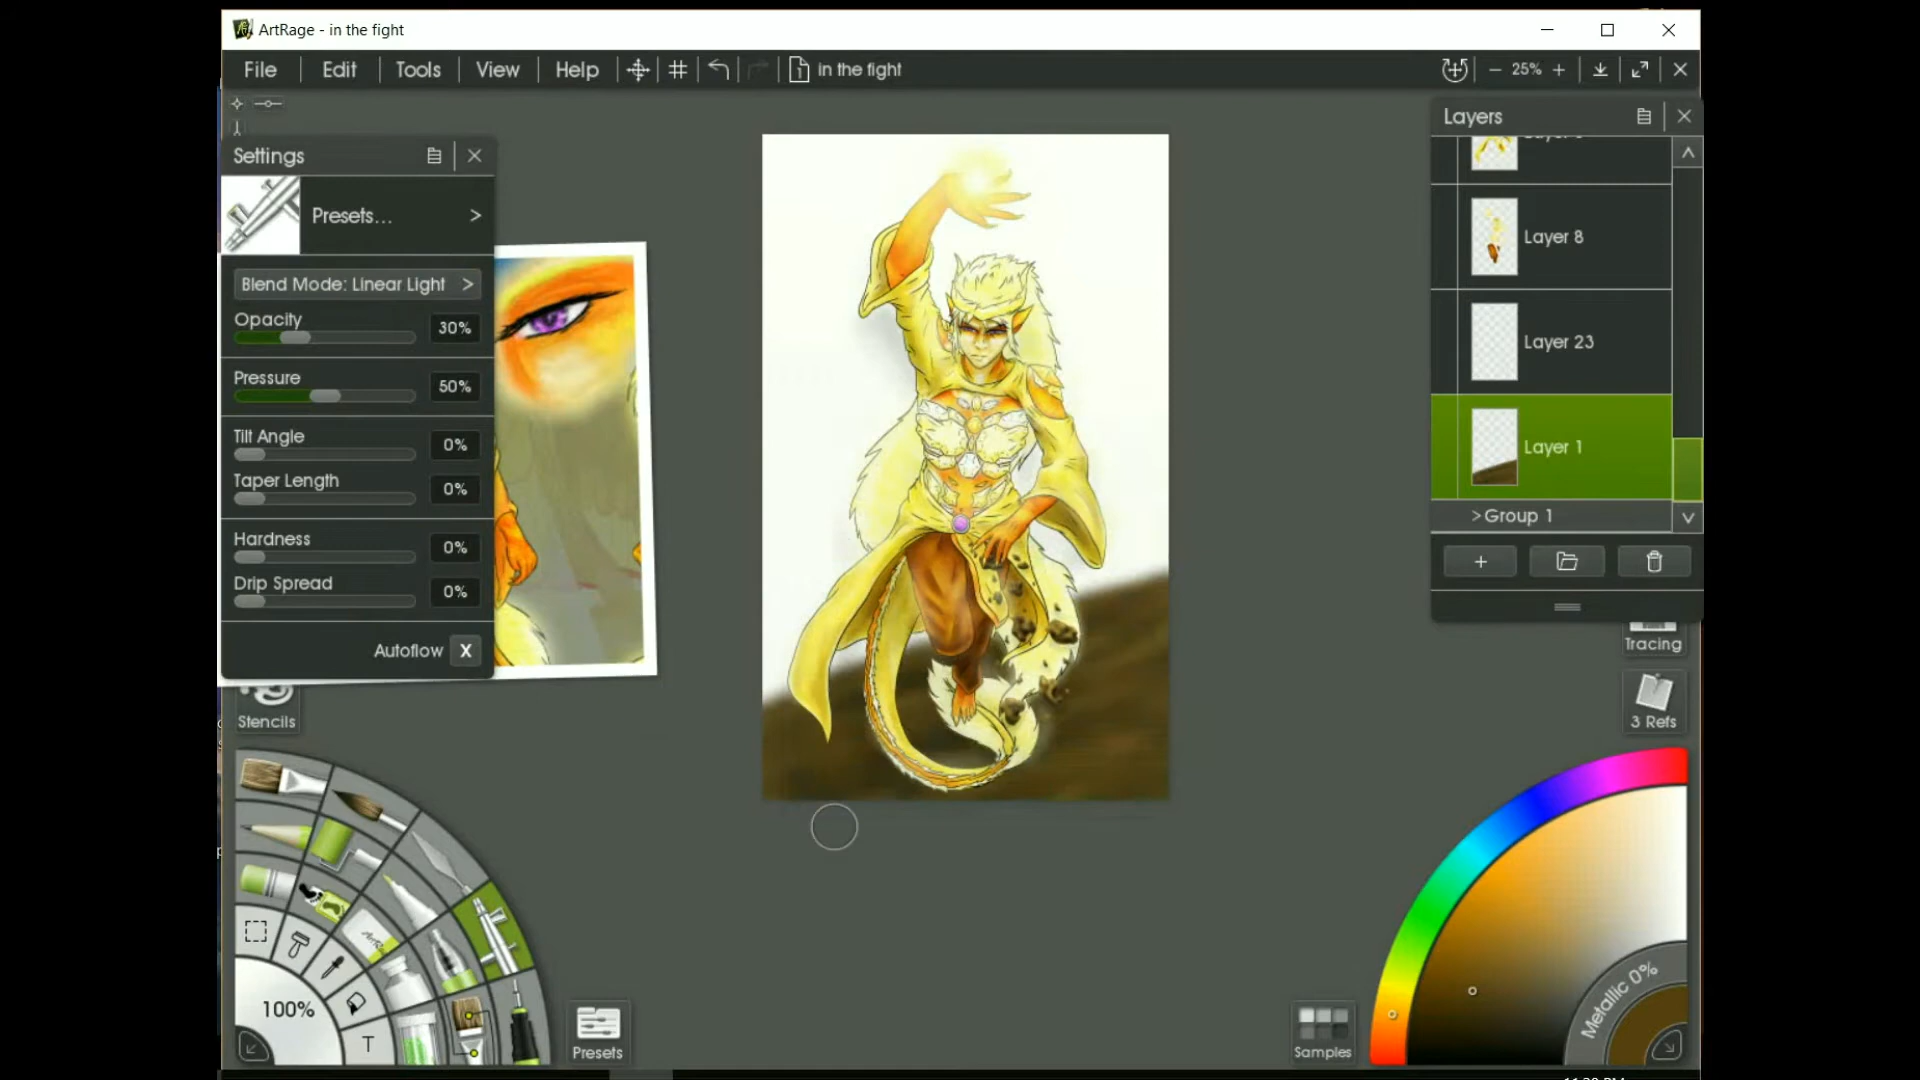 ArtRage - in the fight
File Edit Tools View Help in the fight 25%
Settings
Presets... >
Blend Mode: Linear Light >
Opacity 30%
Pressure 50%
Tilt Angle 0%
Taper Length 0%
Hardness 0%
Drip Spread 0%
Autoflow X
Stencils
100%
T
Presets
Layers
Layer 8
Layer 23
Layer 1
>Group 1
Tracing
3 Refs
Metallic 0%
Samples